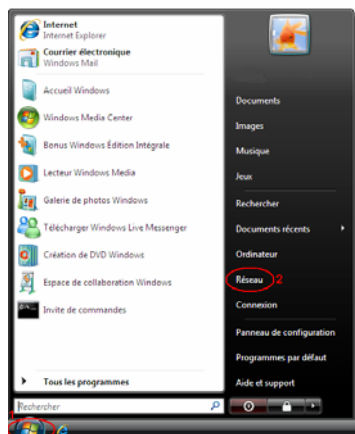 Internet
Internet Explorer
Courrier électronique
Windows Mail
Accueil Windows
Windows Media Center
Bonus Windows Édition Intégrale
Lecteur Windows Media
Galerie de photos Windows
Télécharger Windows Live Messenger
Création de DVD Windows
Espace de collaboration Windows
Invite de commandes
Tous les programmes
Rechercher
1
Documents
Images
Musique
Jeux
Rechercher
Documents récents
Ordinateur
Réseau 2
Connexion
Panneau de configuration
Programmes par défaut
Aide et support